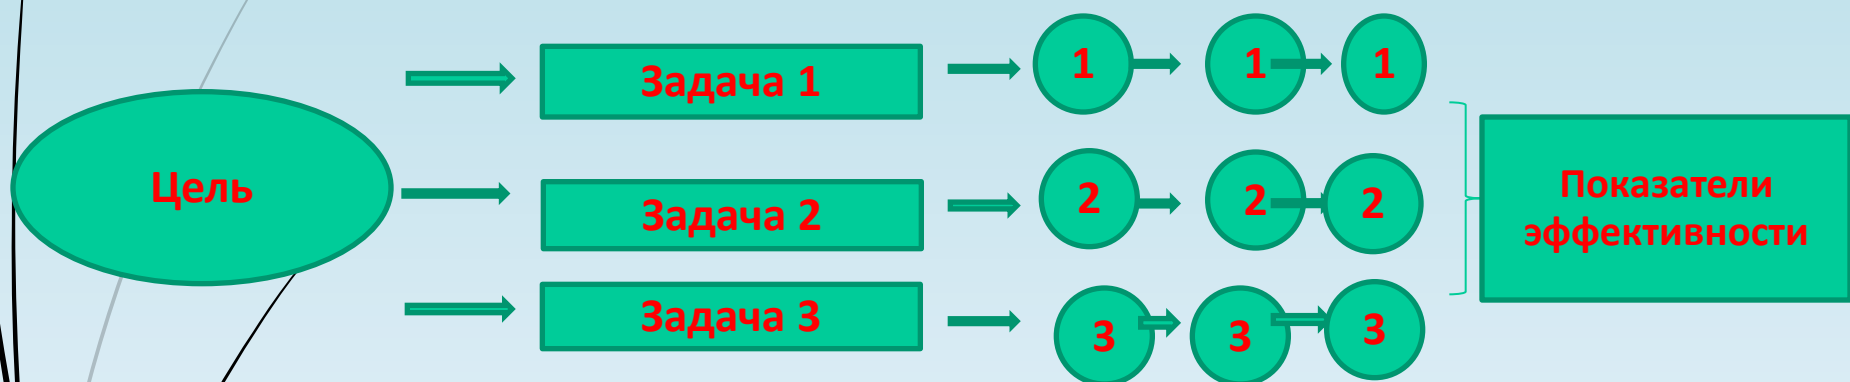 Цель
Задача 1
1
1
1
Задача 2
2
2
2
Задача 3
3
3
3
Показатели
эффективности